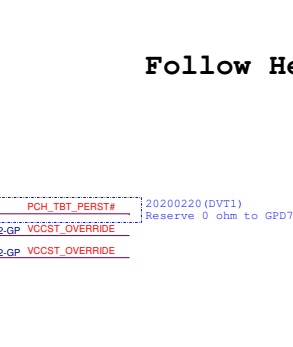 Follow He
PCH_TBT_PERST#
20200220(DVT1)
Reserve 0 ohm to GPD7
2-GP VCCST_OVERRIDE
2-GP VCCST_OVERRIDE